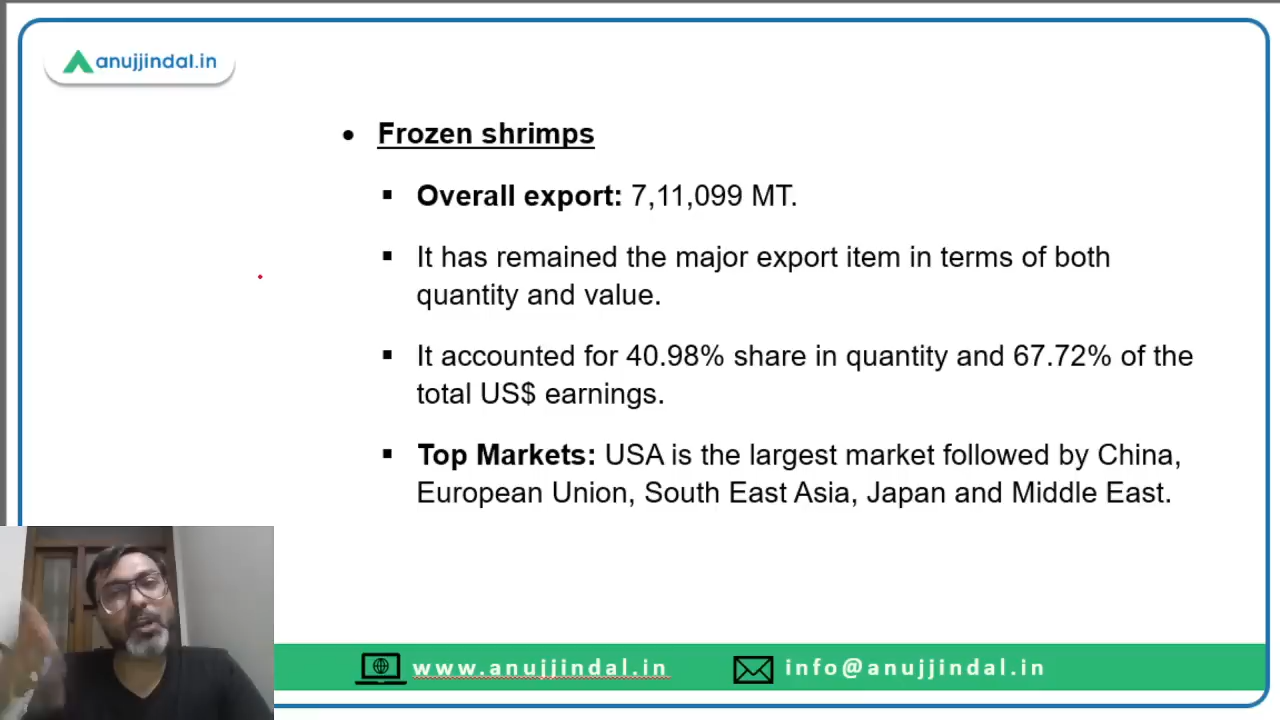 anujjindal.in
• Frozen shrimps
▪ Overall export: 7,11,099 MT.
▪ It has remained the major export item in terms of both
quantity and value.
▪ It accounted for 40.98% share in quantity and 67.72% of the
total US$ earnings.
▪ Top Markets: USA is the largest market followed by China,
European Union, South East Asia, Japan and Middle East.
www.anujjindal.in
info@anujjindal.in